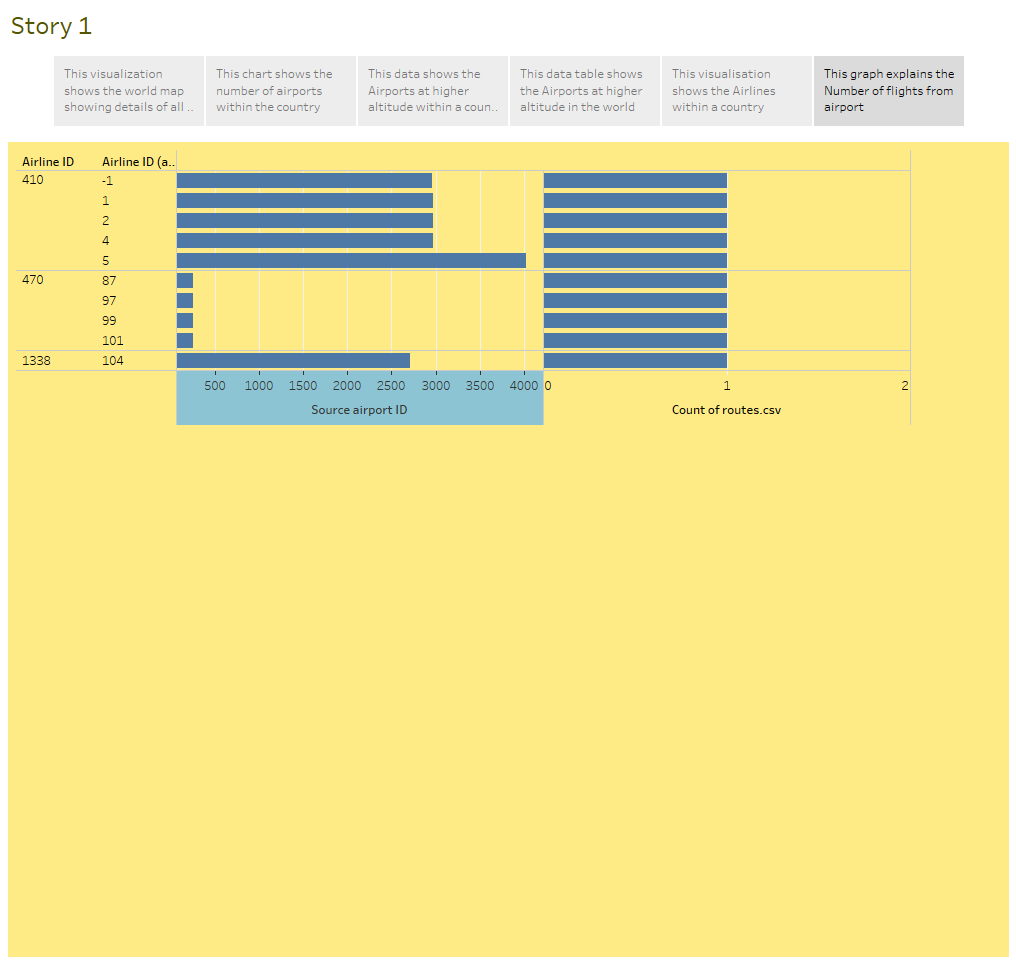 Story 1
This visualization
shows the world map
showing details of all ..
This chart shows the
number of airports
within the country
This data shows the
Airports at higher
altitude within a coun..
This data table shows
the Airports at higher
altitude in the world
This visualisation
shows the Airlines
within a country
This graph explains the
Number of flights from
airport
Airline ID Airline ID (a..
410 -1
1
2
4
5
470 87
97
99
101
1338 104
500 1000 1500 2000 2500 3000 3500 4000 0 1 2
Source airport ID Count of routes.csv